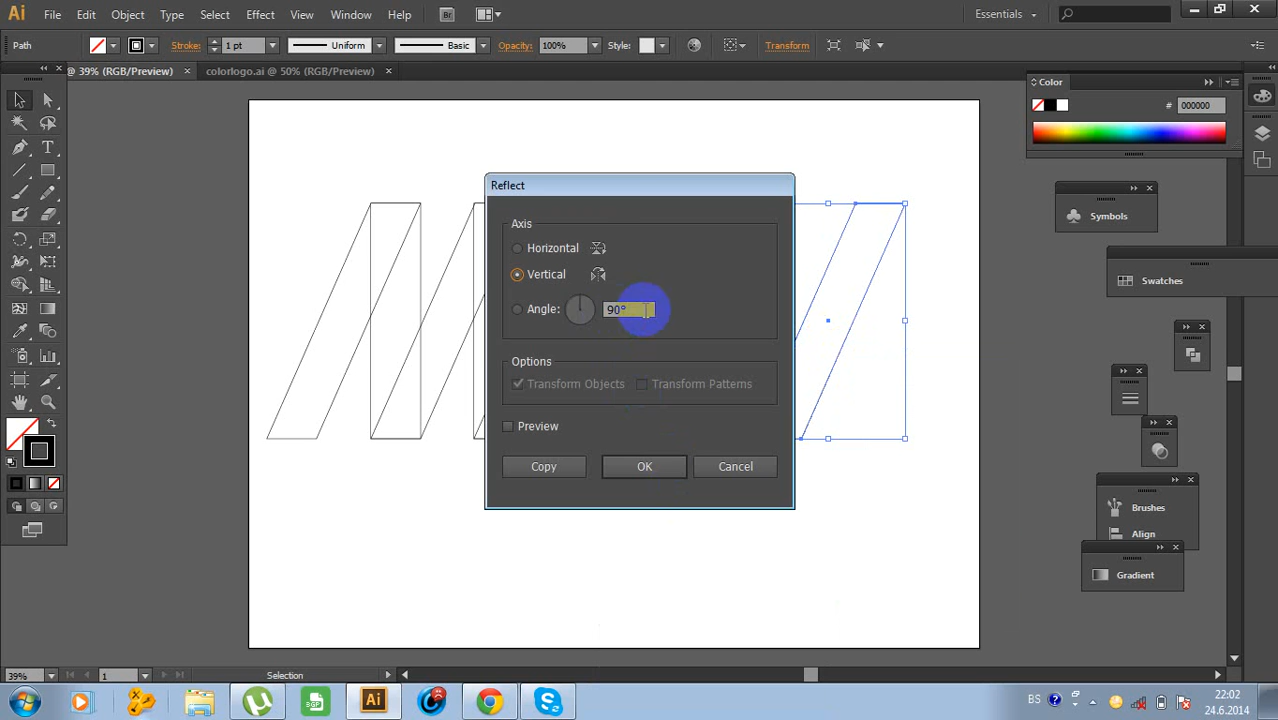 Ai File Edit Object Type Select Effect View Window Help Br Essentials
Path Stroke: 1 pt Uniform Basic Opacity: 100% Style: Transform
@ 39% (RGB/Preview) × colorlogo.ai @ 50% (RGB/Preview) ×
Color
# 000000
Reflect
Axis
Horizontal
Vertical
Angle: 90°
Options
Transform Objects Transform Patterns
Preview
Copy OK Cancel
Symbols
Swatches
Brushes
Align
Gradient
T
39% 1 Selection
Ai BS ? 22:02
24.6.2014